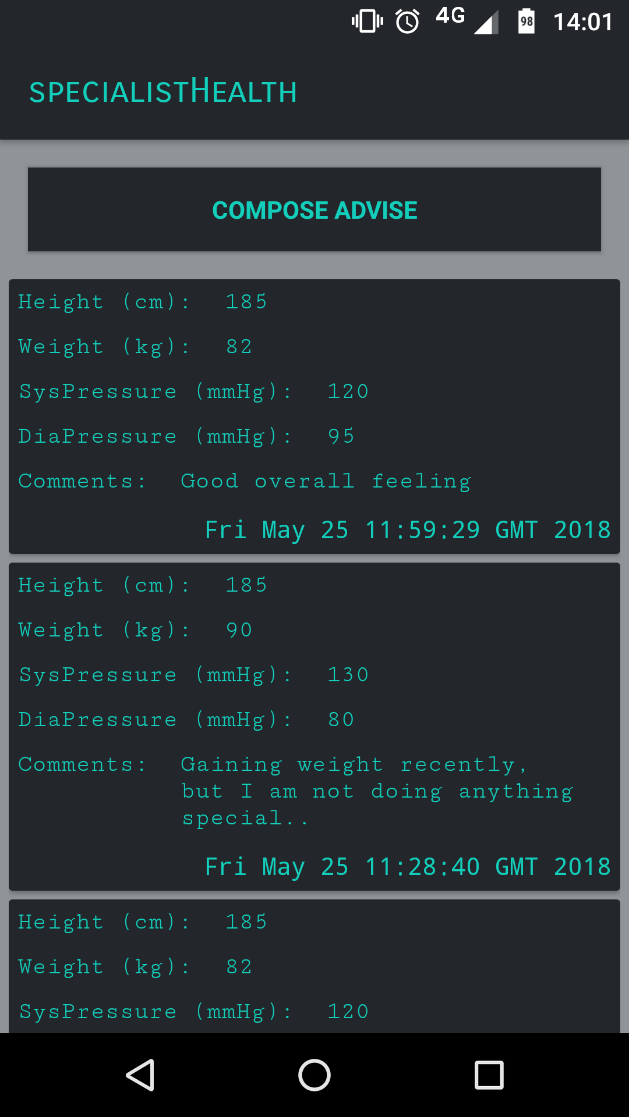 4G 98 14:01
SPECIALISTHEALTH
COMPOSE ADVISE
Height (cm): 185
Weight (kg): 82
SysPressure (mmHg): 120
DiaPressure (mmHg): 95
Comments: Good overall feeling
Fri May 25 11:59:29 GMT 2018
Height (cm): 185
Weight (kg): 90
SysPressure (mmHg): 130
DiaPressure (mmHg): 80
Comments: Gaining weight recently,
but I am not doing anything
special..
Fri May 25 11:28:40 GMT 2018
Height (cm): 185
Weight (kg): 82
SysPressure (mmHg): 120